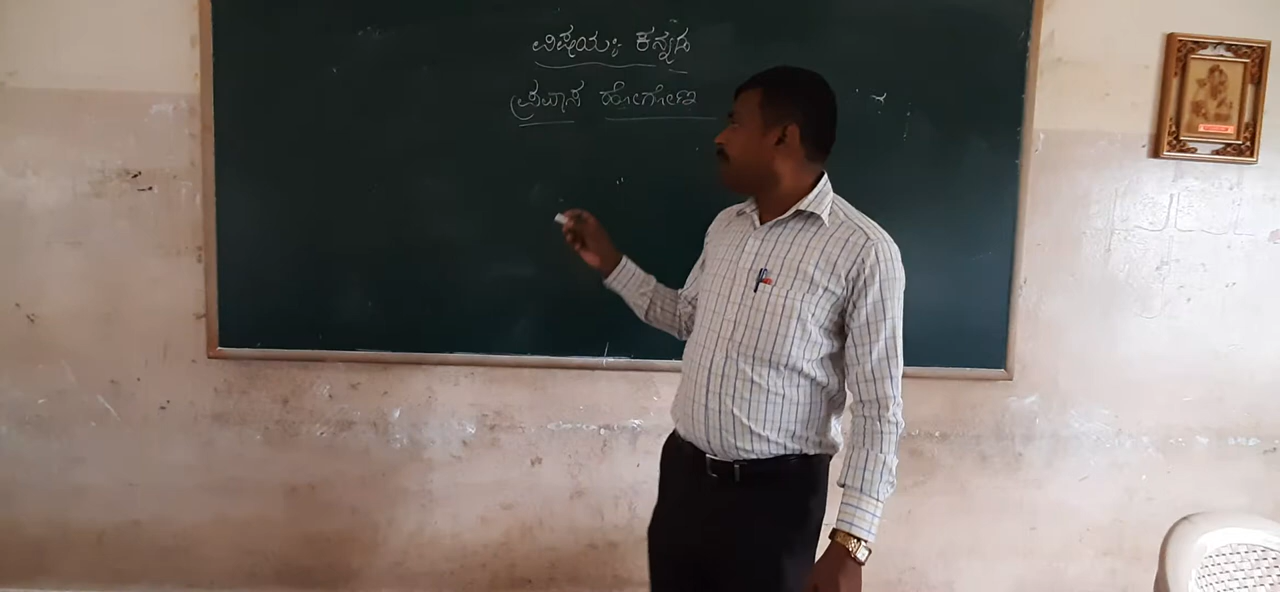 ವಿಷಯ: ಕನ್ನಡ
ಪ್ರವಾಸ ಹೋಗೋಣ